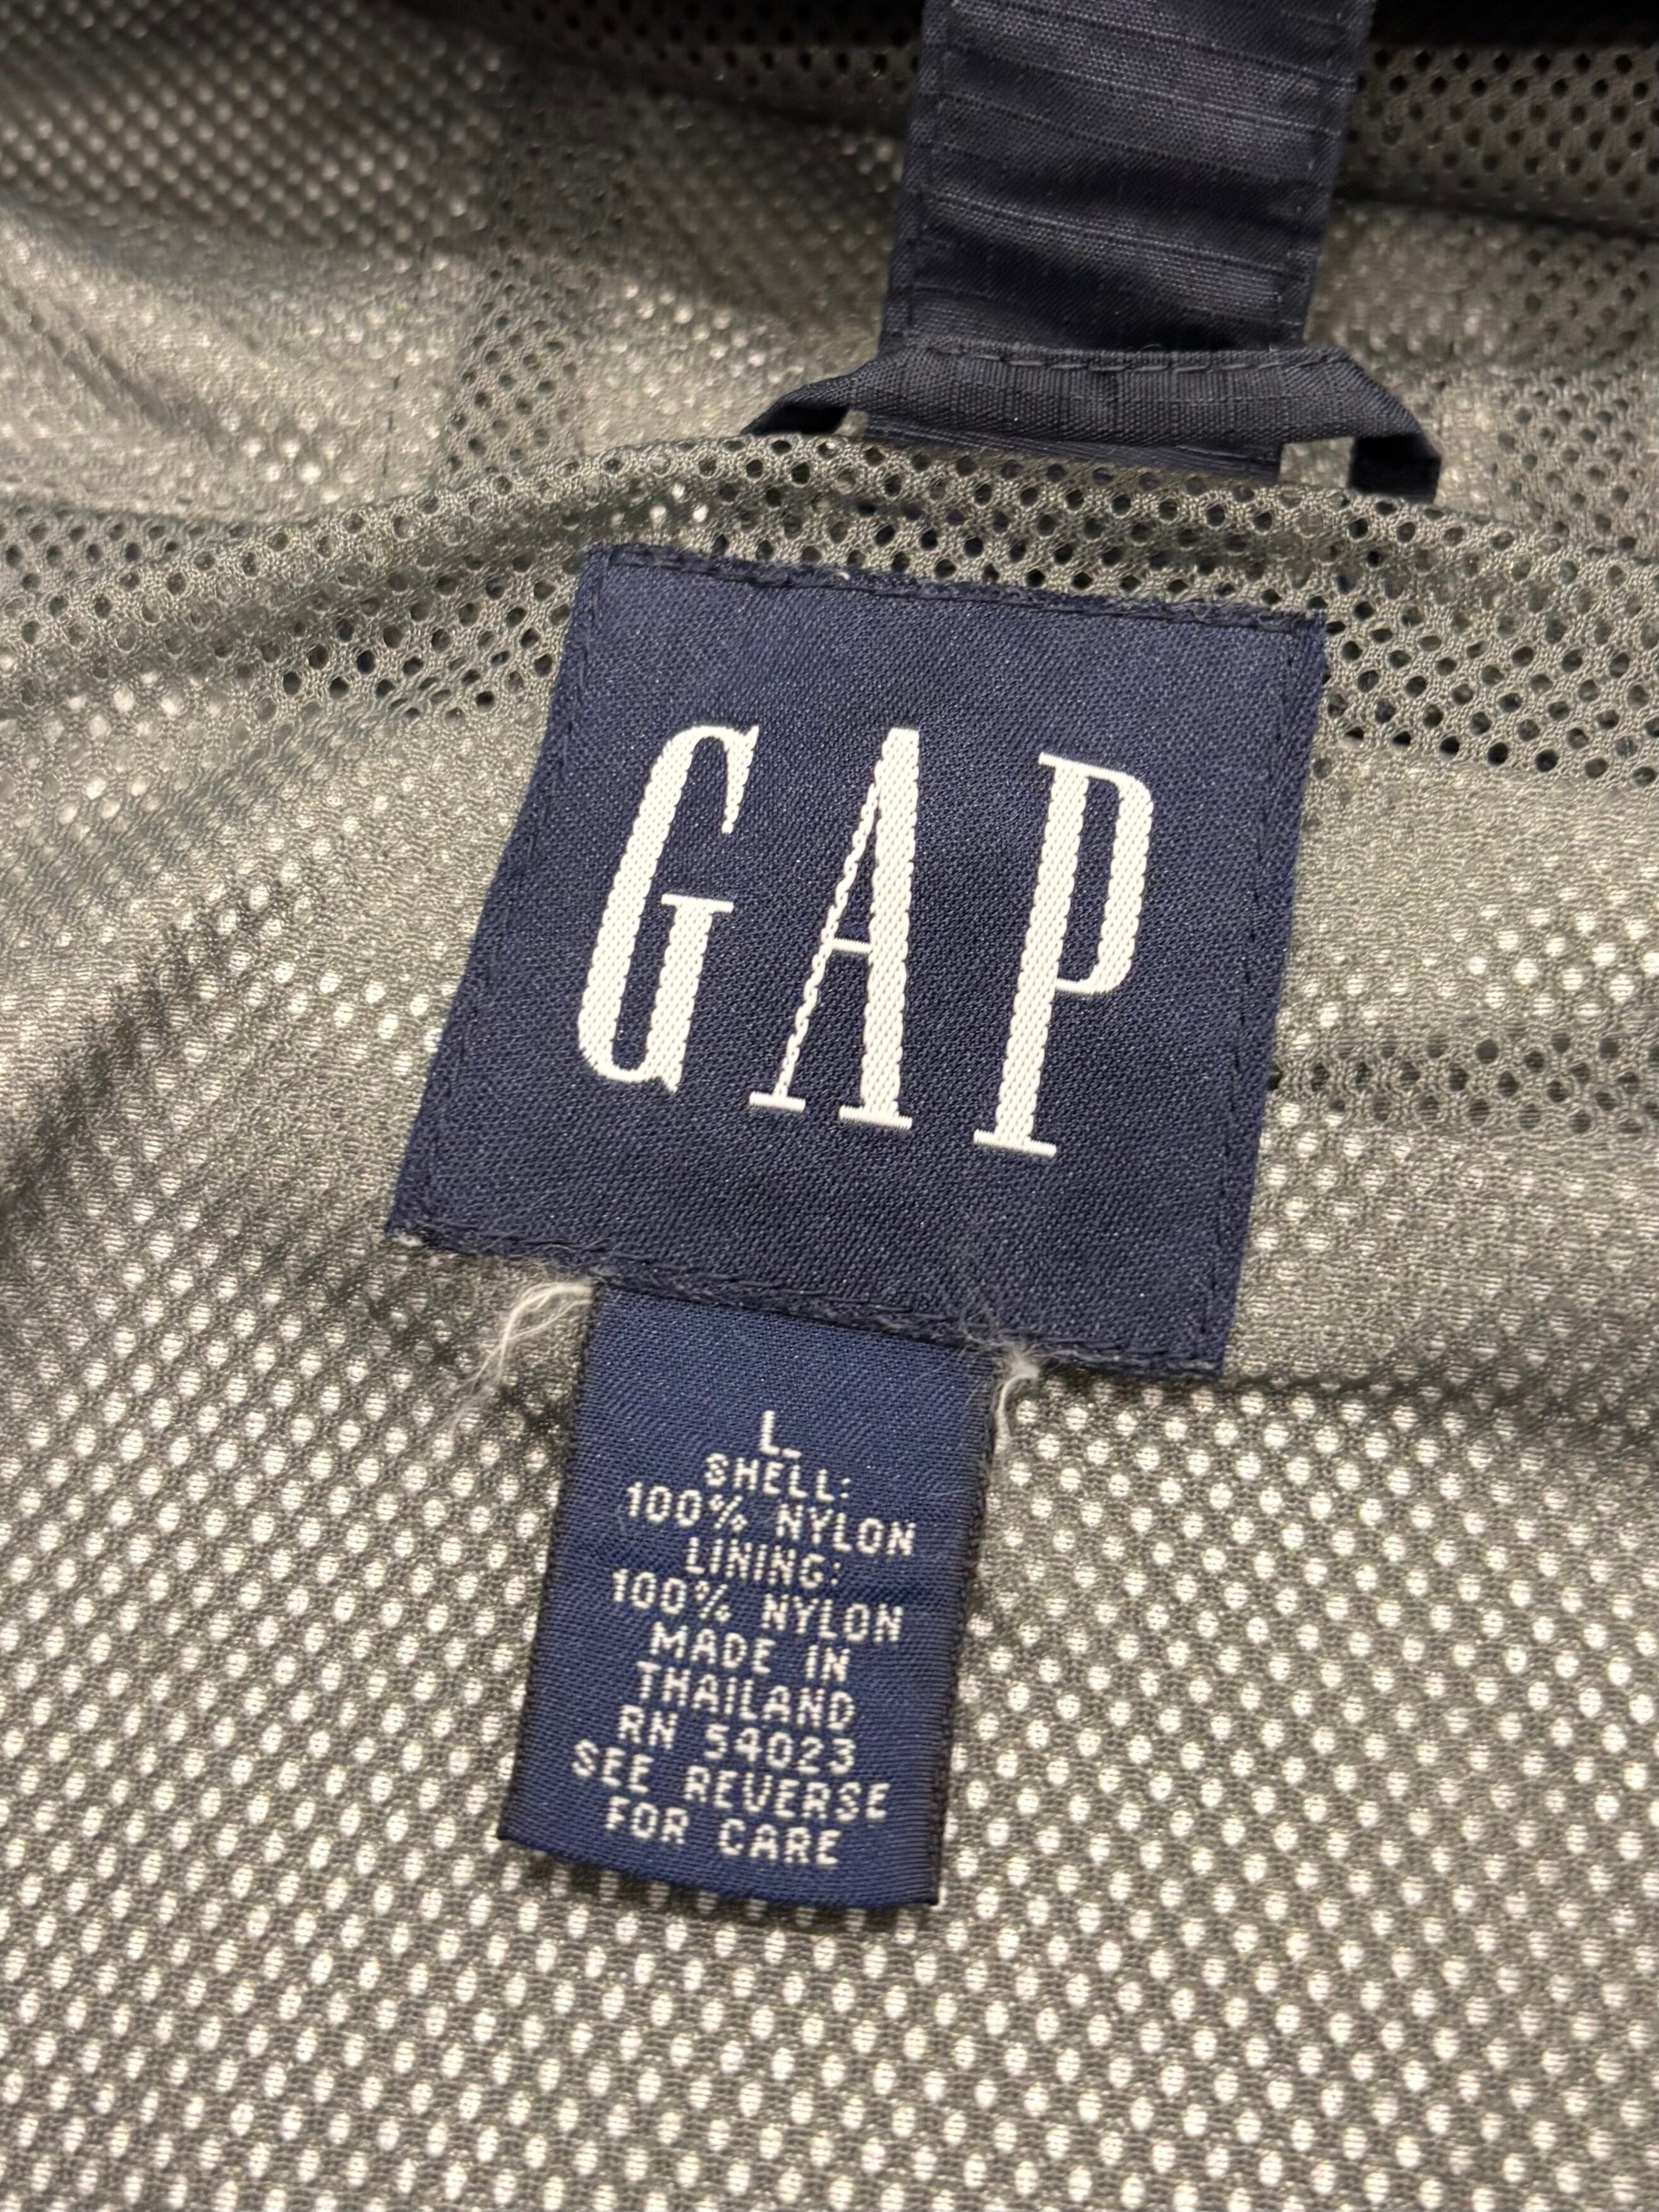 GAP
L
SHELL:
100% NYLON
LINING:
100% NYLON
MADE IN
THAILAND
RN 54023
SEE REVERSE
FOR CARE